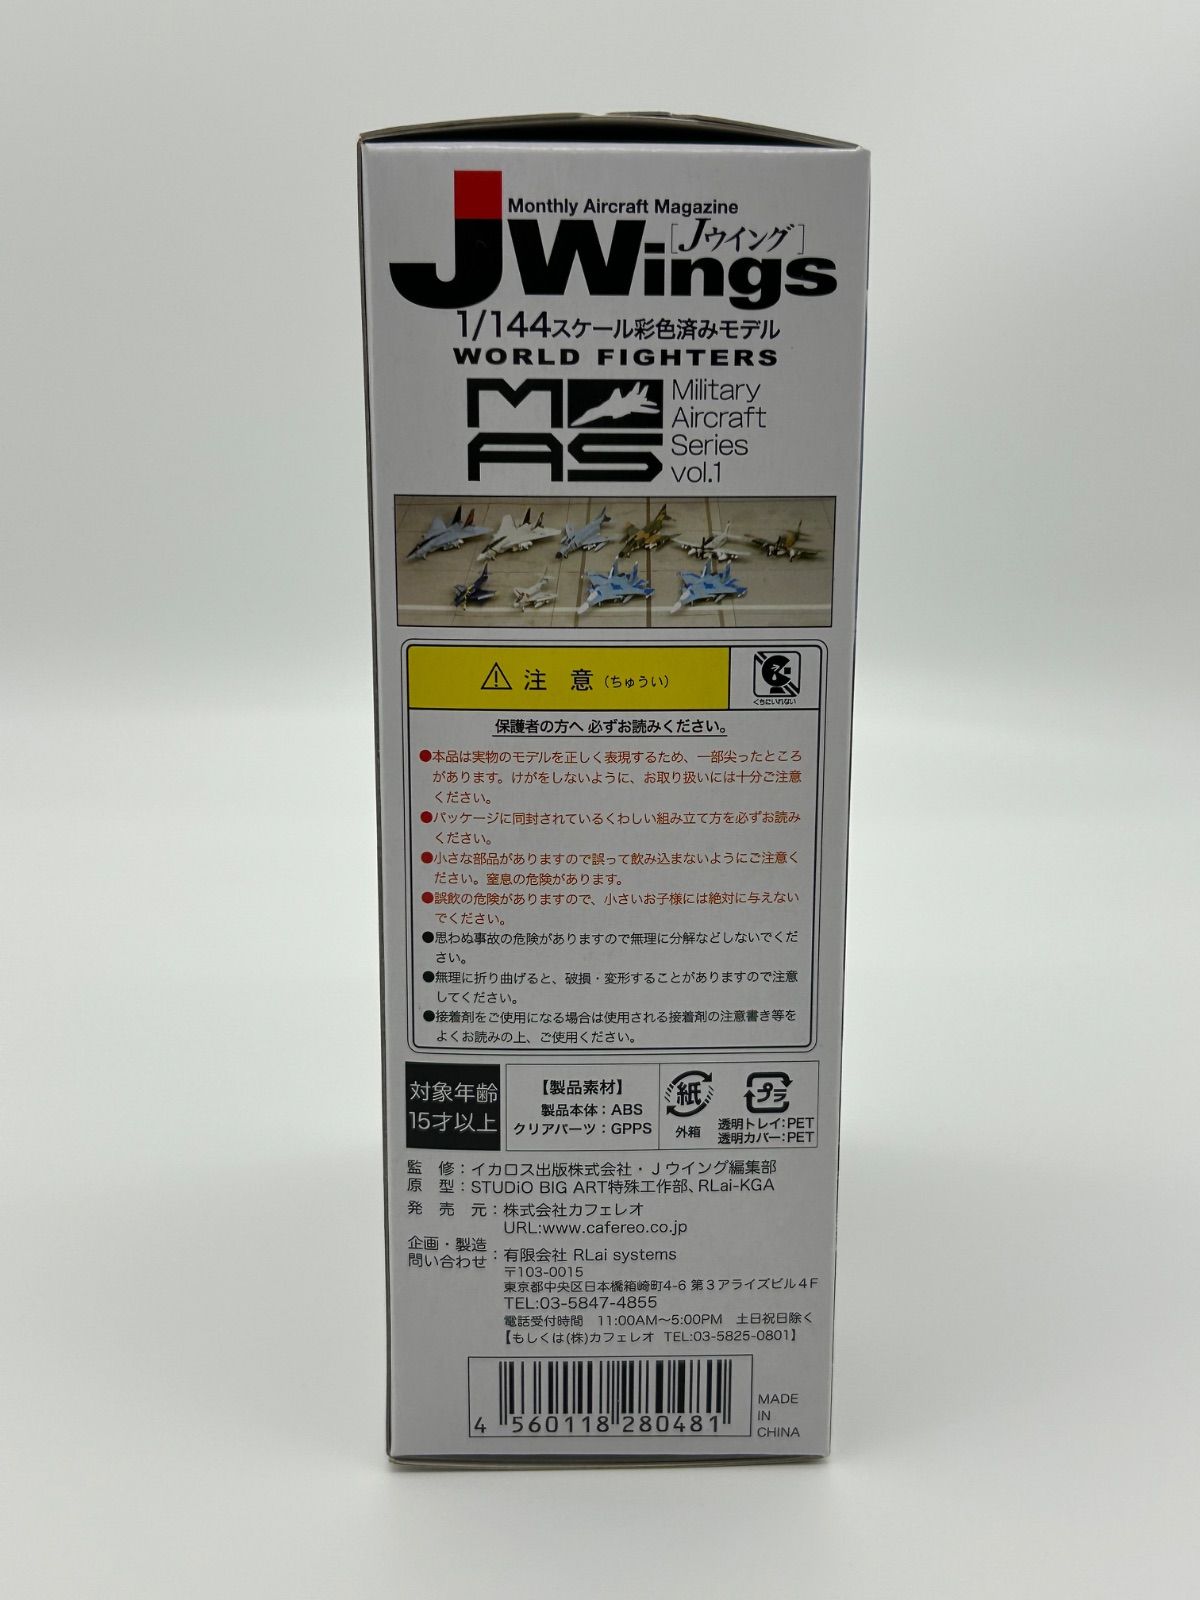 Monthly Aircraft Magazine
JWings
[Jウイング]
1/144スケール彩色済みモデル
WORLD FIGHTERS
MAS
Military
Aircraft
Series
vol.1
注 意(ちゅうい)
くちにいれない
保護者の方へ 必ずお読みください。
●本品は実物のモデルを正しく表現するため、一部尖ったところ
があります。けがをしないように、お取り扱いには十分ご注意
ください。
●パッケージに同封されているくわしい組み立て方を必ずお読み
ください。
●小さな部品がありますので誤って飲み込まないようにご注意く
ださい。窒息の危険があります。
●誤飲の危険がありますので、小さいお子様には絶対に与えない
でください。
●思わぬ事故の危険がありますので無理に分解などしないでくだ
さい。
●無理に折り曲げると、破損・変形することがありますので注意
してください。
●接着剤をご使用になる場合は使用される接着剤の注意書き等を
よくお読みの上、ご使用ください。
対象年齢
15才以上
【製品素材】
製品本体：ABS
クリアパーツ：GPPS
紙
外箱
プラ
透明トレイ:PET
透明カバー:PET
監 修：イカロス出版株式会社・Jウイング編集部
原 型：STUDiO BIG ART特殊工作部、RLai-KGA
発 売 元：株式会社カフェレオ
URL:www.cafereo.co.jp
企画・製造
問い合わせ：有限会社 RLai systems
〒103-0015
東京都中央区日本橋箱崎町4-6 第3アライズビル4F
TEL:03-5847-4855
電話受付時間 11:00AM〜5:00PM 土日祝日除く
【もしくは(株)カフェレオ TEL:03-5825-0801】
4 560118 280481
MADE
IN
CHINA